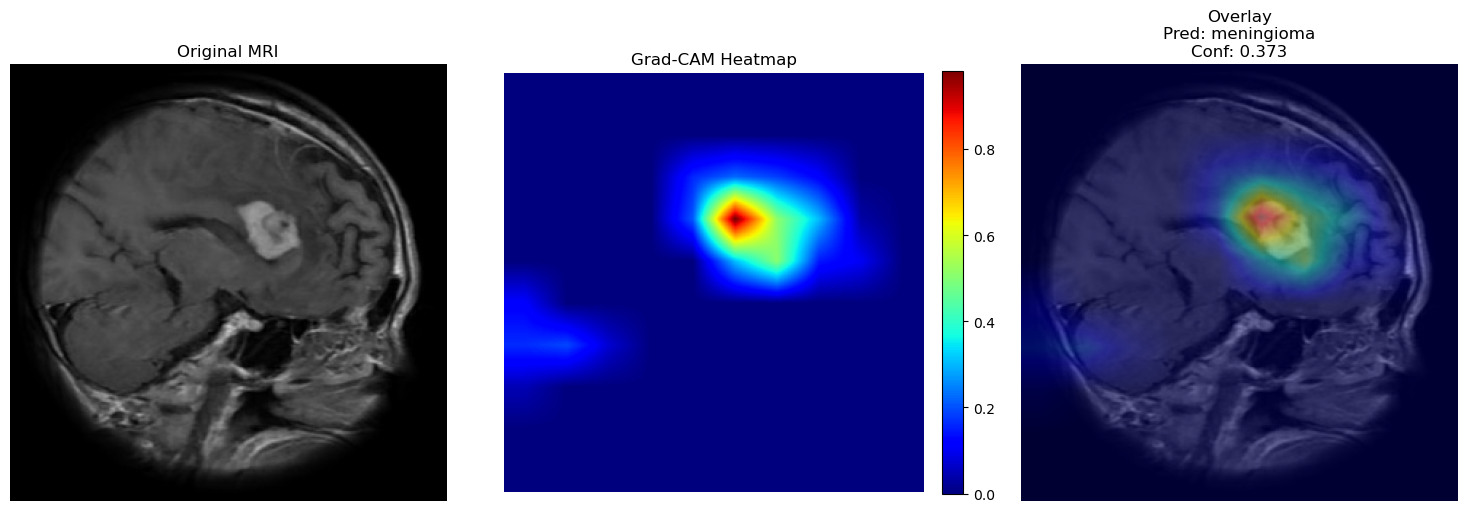 Original MRI
Grad-CAM Heatmap
0.8
0.6
0.4
0.2
0.0
Overlay
Pred: meningioma
Conf: 0.373